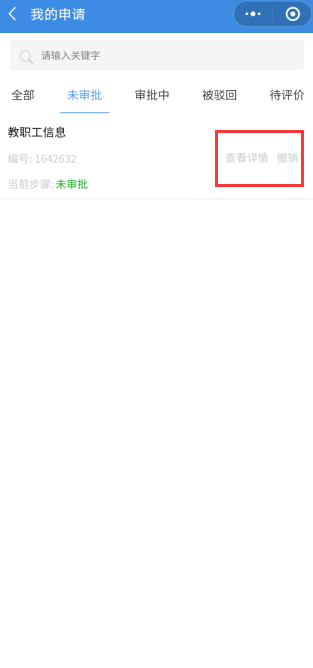 我的申请
请输入关键字
全部 未审批 审批中 被驳回 待评价
教职工信息
编号: 1642632
查看详情 撤销
当前步骤: 未审批